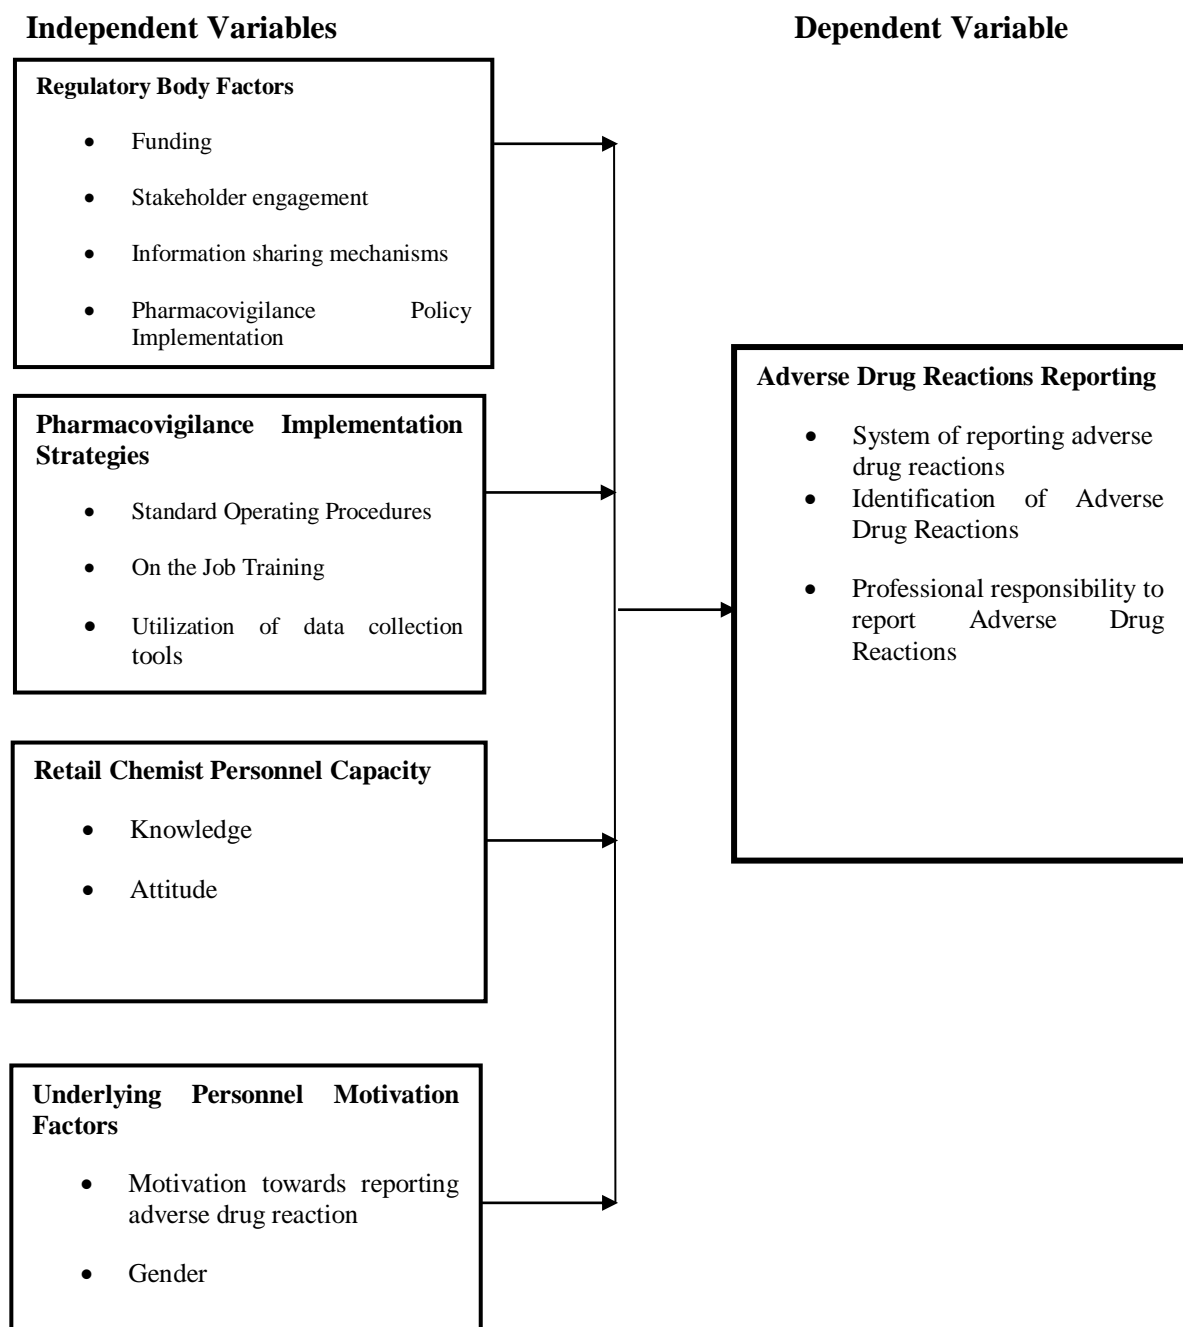 Independent Variables
Dependent Variable
Regulatory Body Factors
• Funding
• Stakeholder engagement
• Information sharing mechanisms
• Pharmacovigilance Policy
Implementation
Pharmacovigilance Implementation
Strategies
• Standard Operating Procedures
• On the Job Training
• Utilization of data collection
tools
Retail Chemist Personnel Capacity
• Knowledge
• Attitude
Underlying Personnel Motivation
Factors
• Motivation towards reporting
adverse drug reaction
• Gender
Adverse Drug Reactions Reporting
• System of reporting adverse
drug reactions
• Identification of Adverse
Drug Reactions
• Professional responsibility to
report Adverse Drug
Reactions